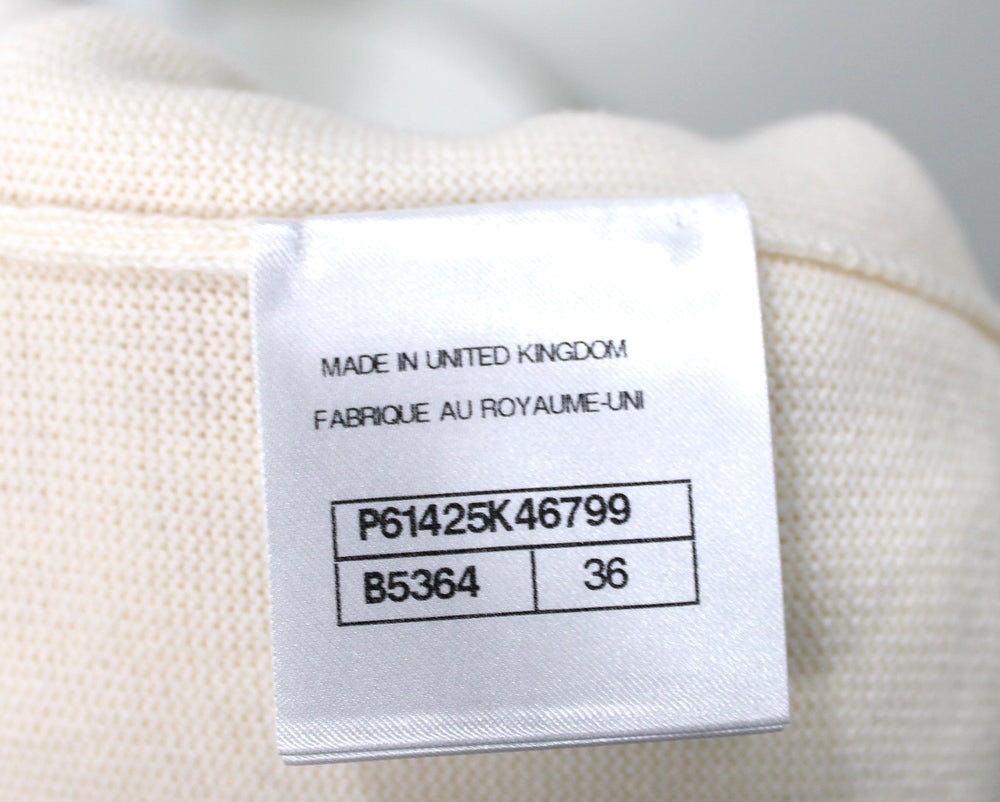 MADE IN UNITED KINGDOM
FABRIQUE AU ROYAUME-UNI
P61425K46799
B5364 36